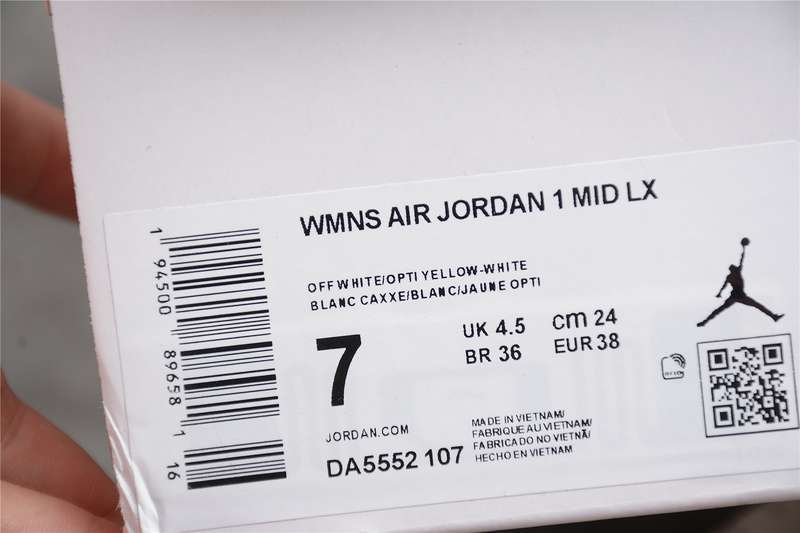 WMNS AIR JORDAN 1 MID LX
OFF WHITE/OPTI YELLOW-WHITE
BLANC CAXXE/BLANC/JAUNE OPTI
7
UK 4.5 cm 24
BR 36 EUR 38
JORDAN.COM
DA5552 107
MADE IN VIETNAM/
FABRIQUE AU VIETNAM/
FABRICADO NO VIETNÃ/
HECHO EN VIETNAM
1 94500 89658 1 16